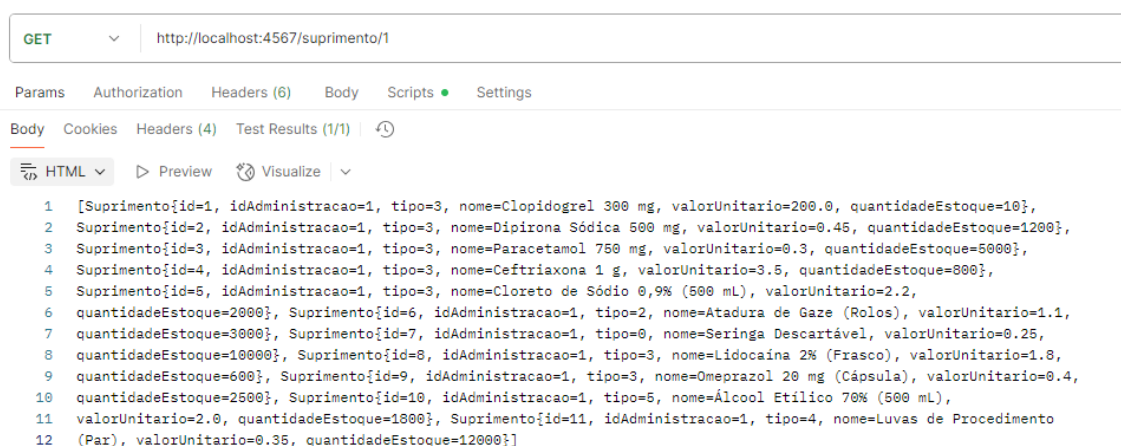 GET http://localhost:4567/suprimento/1
Params Authorization Headers (6) Body Scripts Settings
Body Cookies Headers (4) Test Results (1/1)
HTML Preview Visualize
1 [Suprimento{id=1, idAdministracao=1, tipo=3, nome=Clopidogrel 300 mg, valorUnitario=200.0, quantidadeEstoque=10},
2 Suprimento{id=2, idAdministracao=1, tipo=3, nome=Dipirona Sódica 500 mg, valorUnitario=0.45, quantidadeEstoque=1200},
3 Suprimento{id=3, idAdministracao=1, tipo=3, nome=Paracetamol 750 mg, valorUnitario=0.3, quantidadeEstoque=5000},
4 Suprimento{id=4, idAdministracao=1, tipo=3, nome=Ceftriaxona 1 g, valorUnitario=3.5, quantidadeEstoque=800},
5 Suprimento{id=5, idAdministracao=1, tipo=3, nome=Cloreto de Sódio 0,9% (500 mL), valorUnitario=2.2,
6 quantidadeEstoque=2000}, Suprimento{id=6, idAdministracao=1, tipo=2, nome=Atadura de Gaze (Rolos), valorUnitario=1.1,
7 quantidadeEstoque=3000}, Suprimento{id=7, idAdministracao=1, tipo=0, nome=Seringa Descartável, valorUnitario=0.25,
8 quantidadeEstoque=10000}, Suprimento{id=8, idAdministracao=1, tipo=3, nome=Lidocaína 2% (Frasco), valorUnitario=1.8,
9 quantidadeEstoque=600}, Suprimento{id=9, idAdministracao=1, tipo=3, nome=Omeprazol 20 mg (Cápsula), valorUnitario=0.4,
10 quantidadeEstoque=2500}, Suprimento{id=10, idAdministracao=1, tipo=5, nome=Álcool Etílico 70% (500 mL),
11 valorUnitario=2.0, quantidadeEstoque=1800}, Suprimento{id=11, idAdministracao=1, tipo=4, nome=Luvas de Procedimento
12 (Par), valorUnitario=0.35, quantidadeEstoque=12000}]